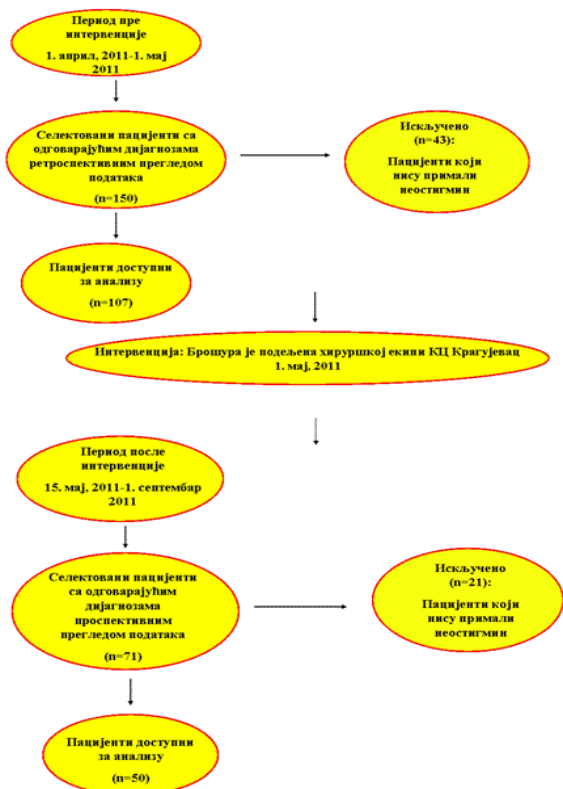 Период пре
интервенције
1. април, 2011-1. мај
2011
Селектовани пацијенти са
одговарајућим дијагнозама
ретроспективним прегледом
података
(n=150)
Искључено
(n=43):
Пацијенти који
нису примали
неостигмин
Пацијенти доступни
за анализу
(n=107)
Интервенција: Брошура је подељена хируршкој екипи КЦ Крагујевац
1. мај, 2011
Период после
интервенције
15. мај, 2011-1. септембар
2011
Селектовани пацијенти
са одговарајућим
дијагнозама
проспективним
прегледом података
(n=71)
Искључено
(n=21):
Пацијенти који
нису примали
неостигмин
Пацијенти доступни
за анализу
(n=50)